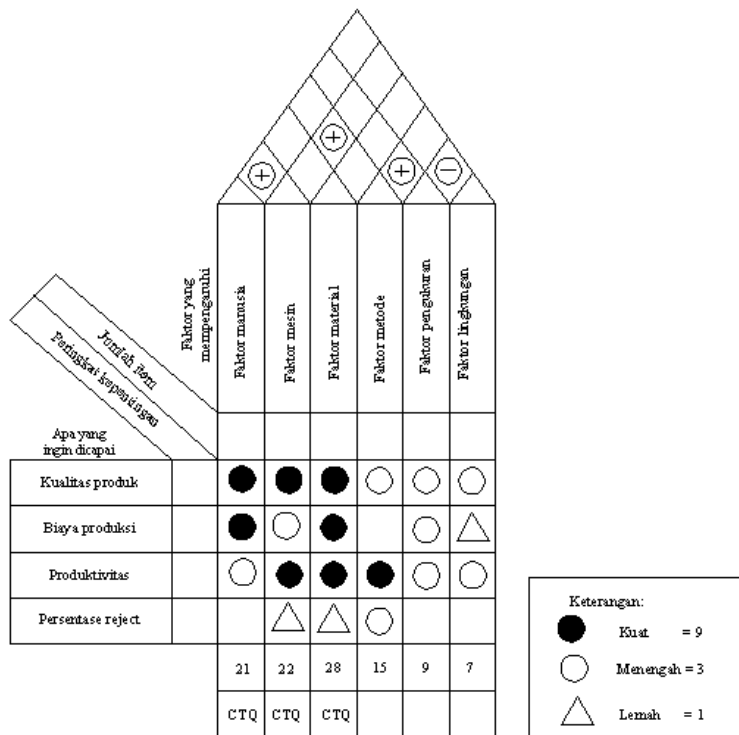 Faktor yang
mempengaruhi
Faktor manusia
Faktor mesin
Faktor material
Faktor metode
Faktor pengukuran
Faktor lingkungan
Jumlah item
Peringkat kepentingan
Apa yang
ingin dicapai
Kualitas produk
Biaya produksi
Produktivitas
Persentase reject
21 22 28 15 9 7
CTQ CTQ CTQ
Keterangan:
Kuat = 9
Menengah = 3
Lemah = 1